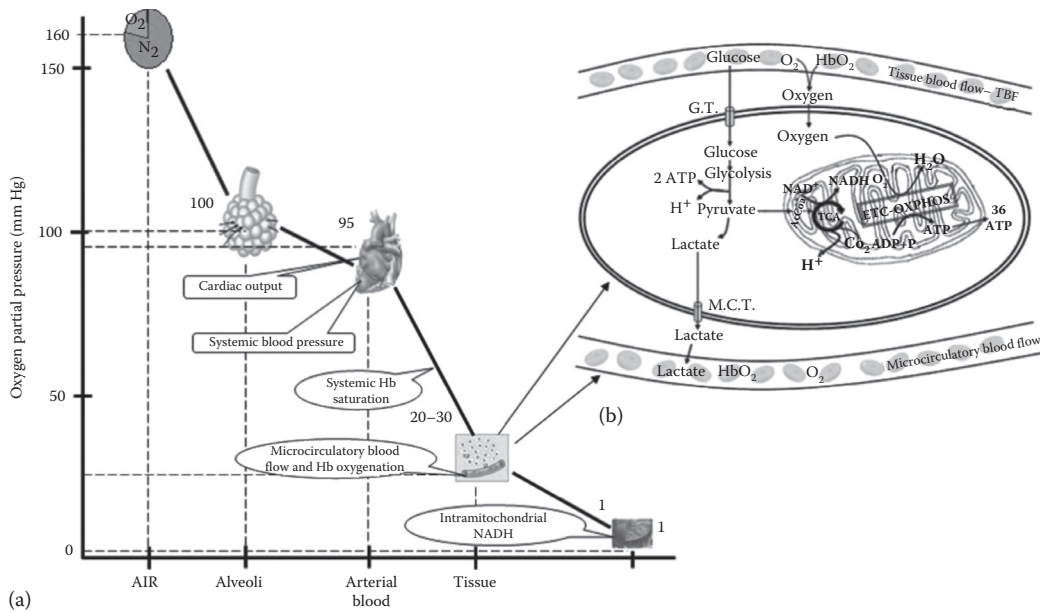 160
O2
N2
150
100
100
95
Cardiac output
Systemic blood pressure
Systemic Hb
saturation
50
20–30
Microcirculatory blood
flow and Hb oxygenation
Intramitochondrial
NADH
1
1
0
Oxygen partial pressure (mm Hg)
AIR
Alveoli
Arterial
blood
Tissue
(a)
Glucose
O2
HbO2
Tissue blood flow– TBF
Oxygen
G.T.
Oxygen
Glucose
Glycolysis
2 ATP
H+
Pyruvate
Lactate
NAD+
NADH
O2
H2O
Acetyl CoA
TCA
ETC-OXPHOS
Co2
ADP+P
ATP
36
ATP
H+
M.C.T.
Lactate
Lactate
HbO2
O2
Microcirculatory blood flow
(b)